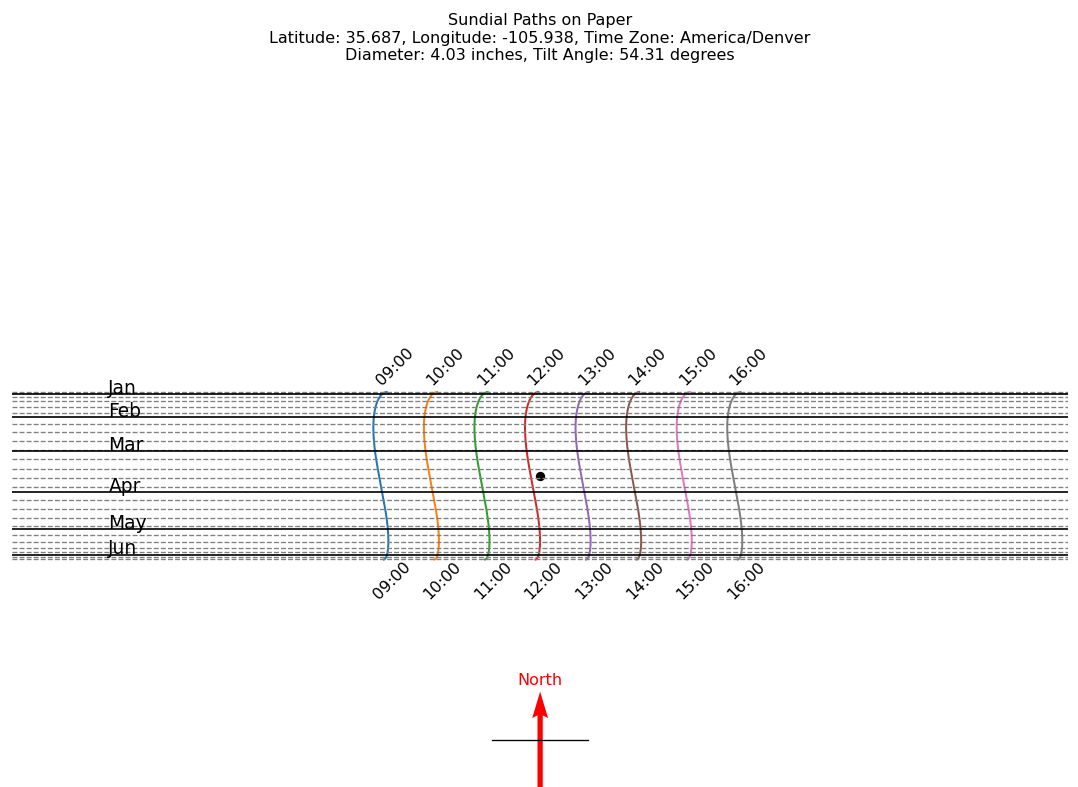 Sundial Paths on Paper
Latitude: 35.687, Longitude: -105.938, Time Zone: America/Denver
Diameter: 4.03 inches, Tilt Angle: 54.31 degrees
09:00 10:00 11:00 12:00 13:00 14:00 15:00 16:00
Jan
Feb
Mar
Apr
May
Jun
09:00 10:00 11:00 12:00 13:00 14:00 15:00 16:00
North